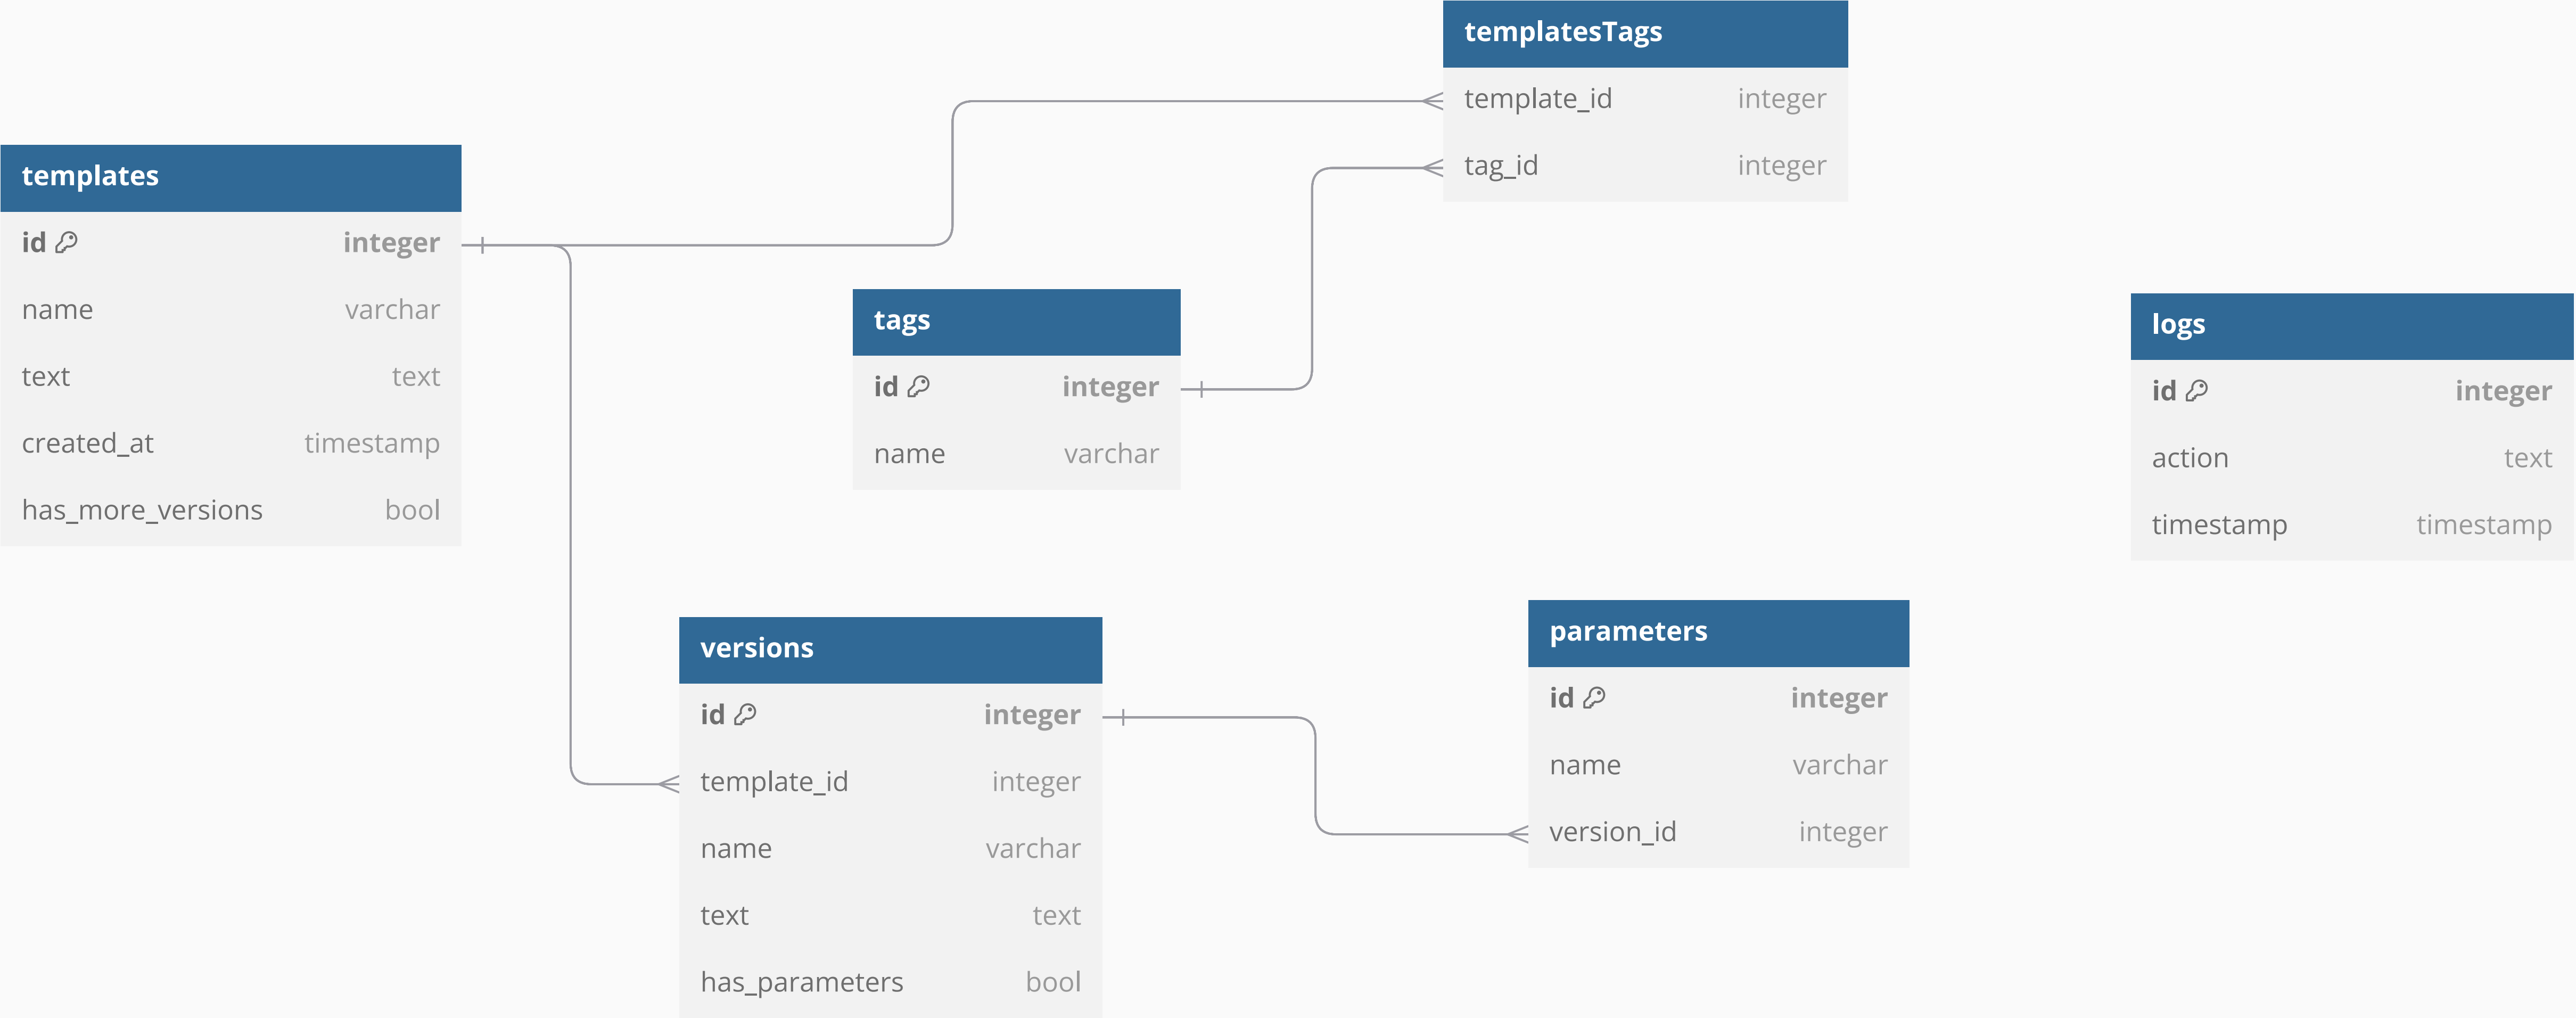 templatesTags
template_id integer
tag_id integer
templates
id integer
name varchar
text text
created_at timestamp
has_more_versions bool
tags
id integer
name varchar
logs
id integer
action text
timestamp timestamp
versions
id integer
template_id integer
name varchar
text text
has_parameters bool
parameters
id integer
name varchar
version_id integer